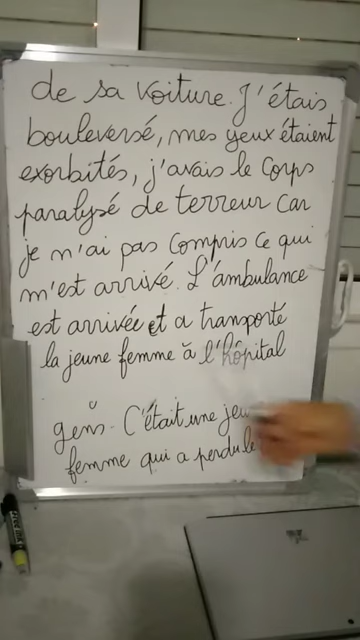 de sa voiture. J'étais
bouleversé, mes yeux étaient
exorbités, j'avais le corps
paralysé de terreur car
je n'ai pas compris ce qui
m'est arrivé. L'ambulance
est arrivée et a transporté
la jeune femme à l'hôpital
gens. C'était une jeu
femme qui a perdu le